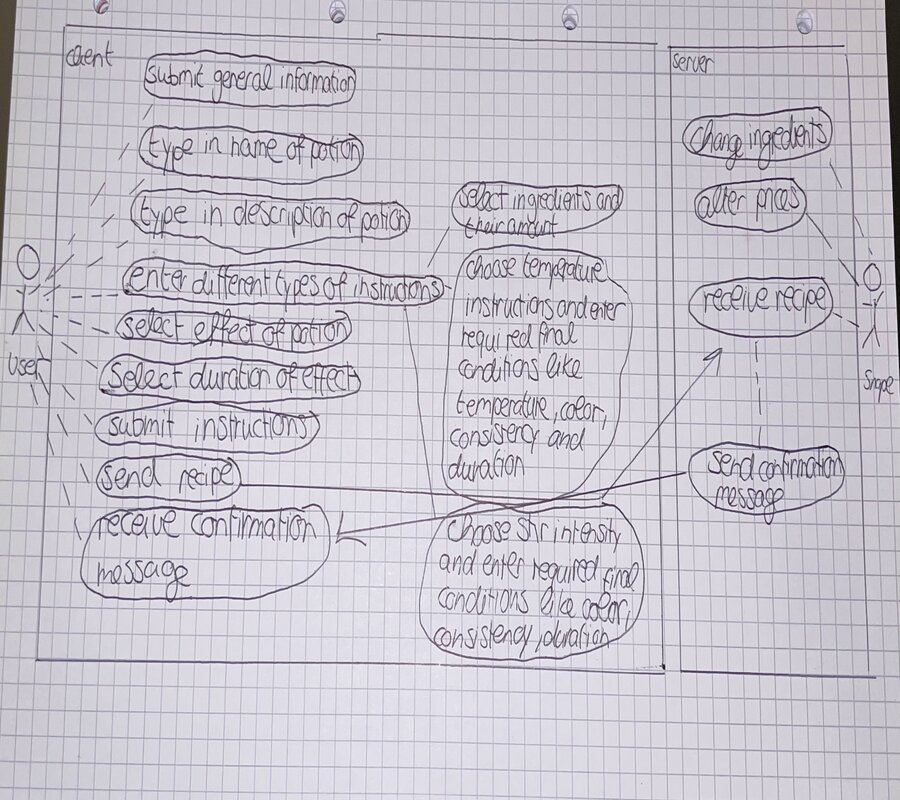 client
submit general information
type in name of potion
type in description of potion
enter different types of instructions
select effect of potion
select duration of effects
submit instructions
send recipe
receive confirmation
message
user
select ingredients and
their amount
choose temperature
instructions and enter
required final
conditions like
temperature, color,
consistency and
duration
choose stir intensity
and enter required final
conditions like color,
consistency, duration
server
change ingredients
alter prices
receive recipe
send confirmation
message
Snape